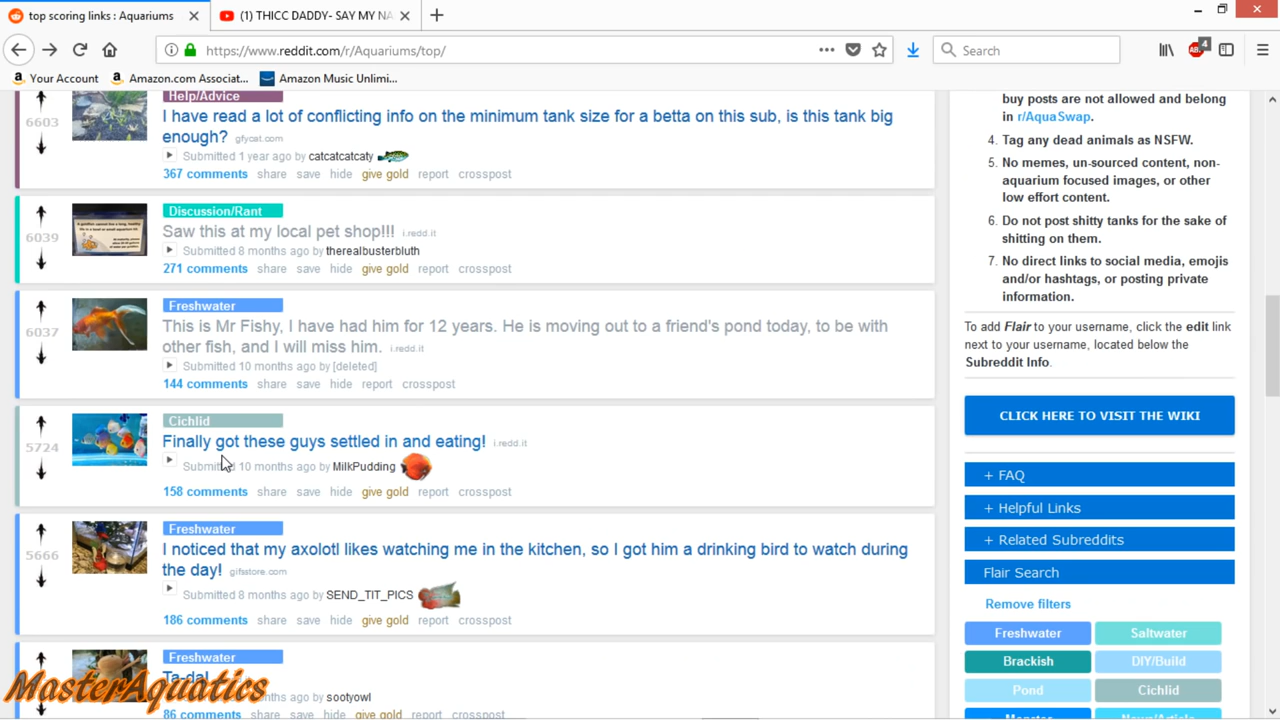 top scoring links : Aquariums
(1) THICC DADDY- SAY MY NA
https://www.reddit.com/r/Aquariums/top/
Search
4
Your Account
Amazon.com Associat...
Amazon Music Unlimi...
Help/Advice
6603
I have read a lot of conflicting info on the minimum tank size for a betta on this sub, is this tank big
enough? gfycat.com
Submitted 1 year ago by catcatcatcaty
367 comments share save hide give gold report crosspost
Discussion/Rant
6039
Saw this at my local pet shop!!! i.redd.it
Submitted 8 months ago by therealbusterbluth
271 comments share save hide give gold report crosspost
Freshwater
6037
This is Mr Fishy, I have had him for 12 years. He is moving out to a friend's pond today, to be with
other fish, and I will miss him. i.redd.it
Submitted 10 months ago by [deleted]
144 comments share save hide report crosspost
Cichlid
5724
Finally got these guys settled in and eating! i.redd.it
Submitted 10 months ago by MilkPudding
158 comments share save hide give gold report crosspost
Freshwater
5666
I noticed that my axolotl likes watching me in the kitchen, so I got him a drinking bird to watch during
the day! gifsstore.com
Submitted 8 months ago by SEND_TIT_PICS
186 comments share save hide give gold report crosspost
Freshwater
Ta-da!
months ago by sootyowl
86 comments share save hide give gold report crosspost
MasterAquatics
buy posts are not allowed and belong
in r/AquaSwap.
4. Tag any dead animals as NSFW.
5. No memes, un-sourced content, non-
aquarium focused images, or other
low effort content.
6. Do not post shitty tanks for the sake of
shitting on them.
7. No direct links to social media, emojis
and/or hashtags, or posting private
information.
To add Flair to your username, click the edit link
next to your username, located below the
Subreddit Info.
CLICK HERE TO VISIT THE WIKI
+ FAQ
+ Helpful Links
+ Related Subreddits
Flair Search
Remove filters
Freshwater Saltwater
Brackish DIY/Build
Pond Cichlid
Monster News/Article